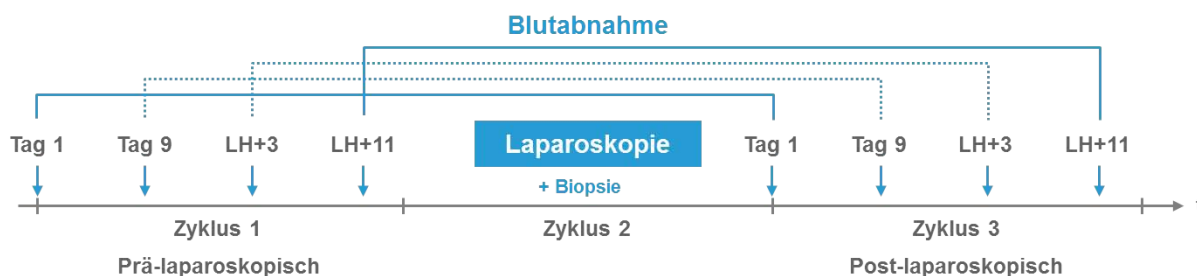 Blutabnahme
Tag 1 Tag 9 LH+3 LH+11 Laparoskopie Tag 1 Tag 9 LH+3 LH+11
+ Biopsie
Zyklus 1 Zyklus 2 Zyklus 3
Prä-laparoskopisch Post-laparoskopisch